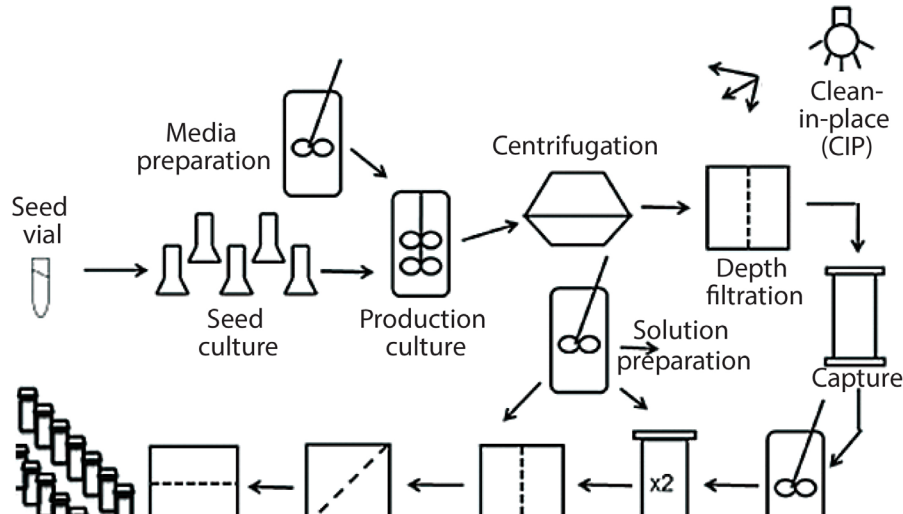 Clean-
in-place
(CIP)
Media
preparation
Centrifugation
Seed
vial
Depth
filtration
Seed
culture
Production
culture
Solution
preparation
Capture
x2